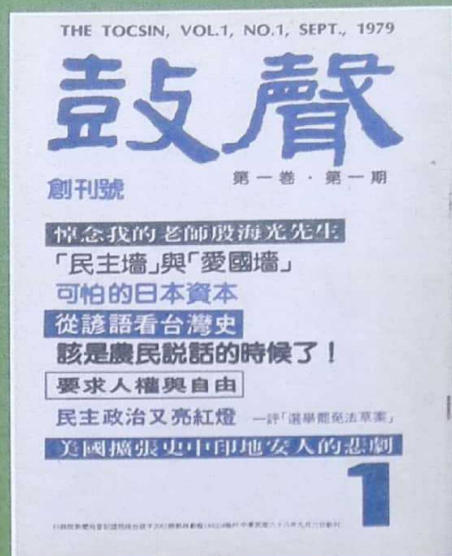 THE TOCSIN, VOL.1, NO.1, SEPT., 1979
鼓聲
創刊號
第一卷·第一期
悼念我的老師殷海光先生
「民主墻」與「愛國墻」
可怕的日本資本
從諺語看台灣史
該是農民説話的時候了！
要求人權與自由
民主政治又亮紅燈 —評「選舉罷免法草案」
美國擴張史中印地安人的悲劇
1